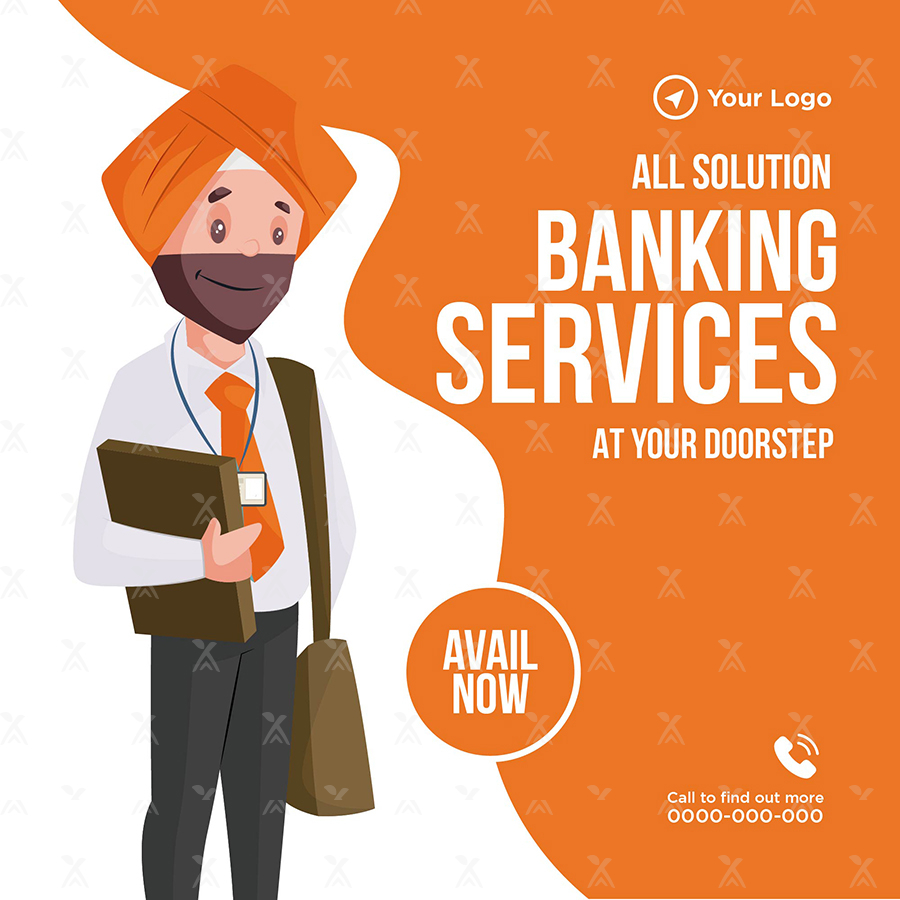 Your Logo
ALL SOLUTION
BANKING
SERVICES
AT YOUR DOORSTEP
AVAIL
NOW
Call to find out more
0000-000-000